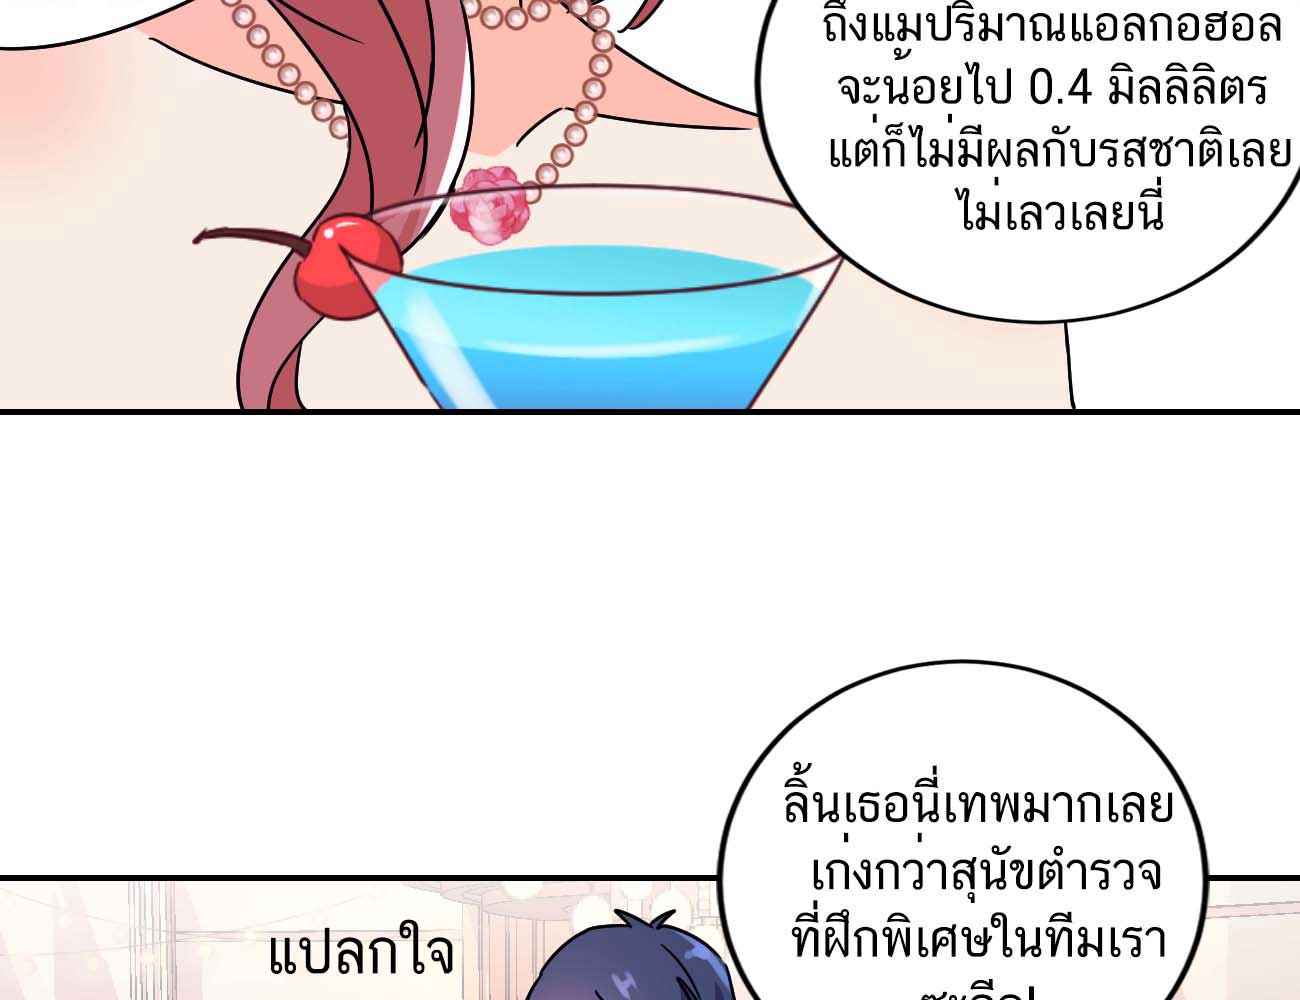 ถึงแม้ปริมาณแอลกอฮอล
จะน้อยไป 0.4 มิลลิลิตร
แต่ก็ไม่มีผลกับรสชาติเลย
ไม่เลวเลยนี่
ลิ้นเธอนี่เทพมากเลย
เก่งกว่าสุนัขตำรวจ
ที่ฝึกพิเศษในทีมเรา
แปลกใจ